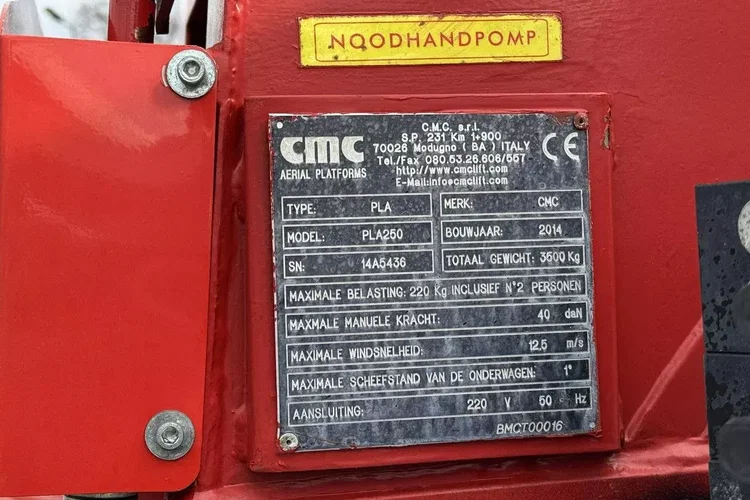 NOODHANDPOMP
CMC
AERIAL PLATFORMS
C.M.C. s.r.l.
S.P. 231 Km 1+900
70026 Modugno ( BA ) ITALY
Tel./Fax 080.53.26.606/557
http://www.cmclift.com
E-Mail:info@cmclift.com
CE
TYPE: PLA
MERK: CMC
MODEL: PLA250
BOUWJAAR: 2014
SN: 14A5436
TOTAAL GEWICHT: 3500 Kg
MAXIMALE BELASTING: 220 Kg INCLUSIEF N°2 PERSONEN
MAXMALE MANUELE KRACHT: 40 daN
MAXIMALE WINDSNELHEID: 12,5 m/s
MAXIMALE SCHEEFSTAND VAN DE ONDERWAGEN: 1°
AANSLUITING: 220 V 50 Hz
BMCT00016